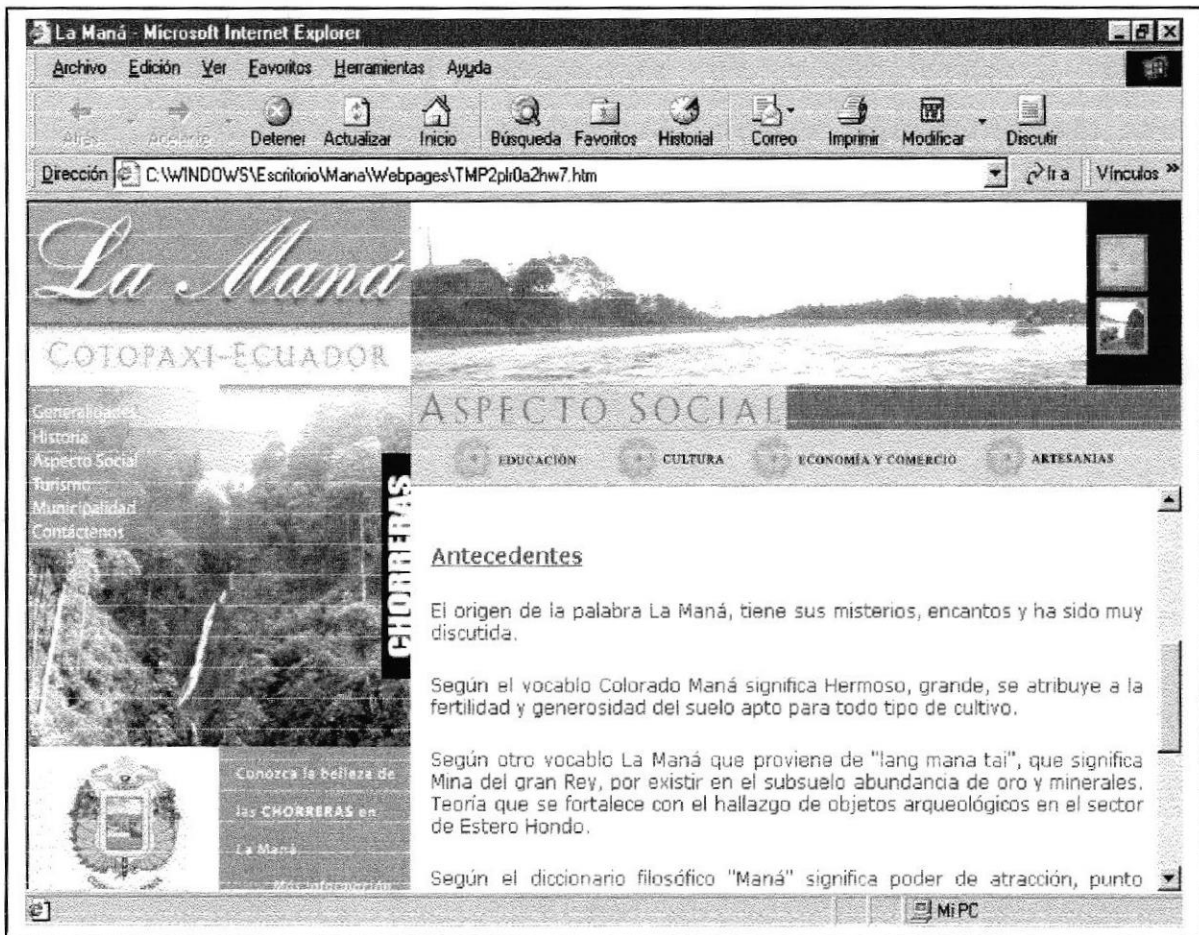 La Maná - Microsoft Internet Explorer
Archivo Edición Ver Favoritos Herramientas Ayuda
Atrás Adelante Detener Actualizar Inicio Búsqueda Favoritos Historial Correo Imprimir Modificar Discutir
Dirección C:\WINDOWS\Escritorio\Mana\Webpages\TMP2plr0a2hw7.htm Ir a Vínculos »
La Maná
COTOPAXI-ECUADOR
Generalidades
Historia
Aspecto Social
Turismo
Municipalidad
Contáctenos
CHORRERAS
Conozca la belleza de
las CHORRERAS en
La Maná
Más información
ASPECTO SOCIAL
EDUCACIÓN CULTURA ECONOMÍA Y COMERCIO ARTESANIAS
Antecedentes
El origen de la palabra La Maná, tiene sus misterios, encantos y ha sido muy
discutida.
Según el vocablo Colorado Maná significa Hermoso, grande, se atribuye a la
fertilidad y generosidad del suelo apto para todo tipo de cultivo.
Según otro vocablo La Maná que proviene de "lang mana tai", que significa
Mina del gran Rey, por existir en el subsuelo abundancia de oro y minerales.
Teoría que se fortalece con el hallazgo de objetos arqueológicos en el sector
de Estero Hondo.
Según el diccionario filosófico "Maná" significa poder de atracción, punto
Mi PC